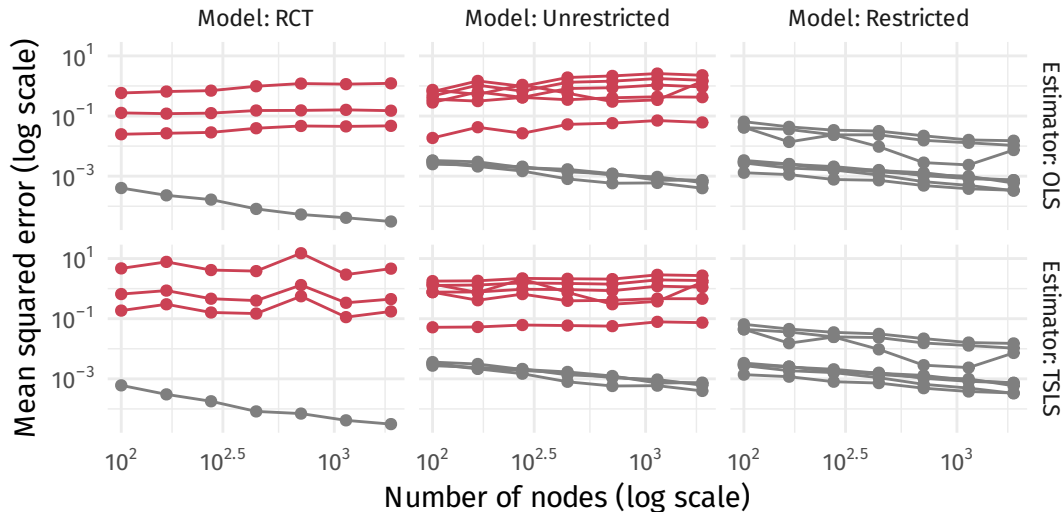 Model: RCT Model: Unrestricted Model: Restricted
Mean squared error (log scale)
10^1
10^-1
10^-3
Estimator: OLS
10^1
10^-1
10^-3
Estimator: TSLS
10^2 10^2.5 10^3 10^2 10^2.5 10^3 10^2 10^2.5 10^3
Number of nodes (log scale)